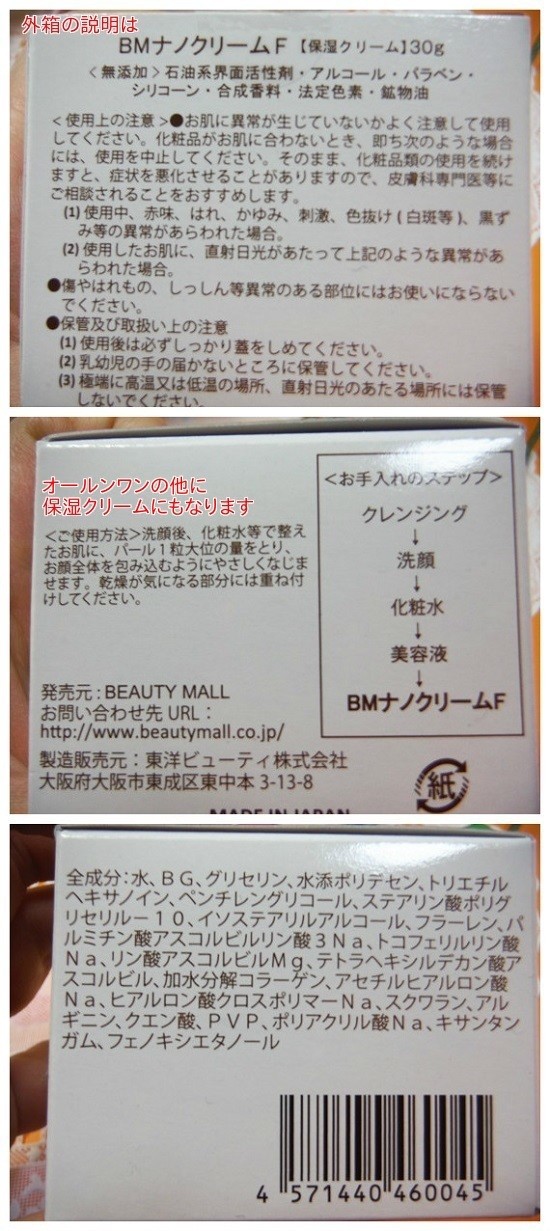 外箱の説明は
BMナノクリームF【保湿クリーム】30g
＜無添加＞石油系界面活性剤・アルコール・パラベン・
シリコーン・合成香料・法定色素・鉱物油
＜使用上の注意＞●お肌に異常が生じていないかよく注意して使用
してください。化粧品がお肌に合わないとき、即ち次のような場合
には、使用を中止してください。そのまま、化粧品類の使用を続け
ますと、症状を悪化させることがありますので、皮膚科専門医等に
ご相談されることをおすすめします。
(1) 使用中、赤味、はれ、かゆみ、刺激、色抜け(白斑等)、黒ず
み等の異常があらわれた場合。
(2) 使用したお肌に、直射日光があたって上記のような異常があ
らわれた場合。
●傷やはれもの、しっしん等異常のある部位にはお使いにならない
でください。
●保管及び取扱い上の注意
(1) 使用後は必ずしっかり蓋をしめてください。
(2) 乳幼児の手の届かないところに保管してください。
(3) 極端に高温又は低温の場所、直射日光のあたる場所には保管
しないでください。
オールンワンの他に
保湿クリームにもなります
＜ご使用方法＞洗顔後、化粧水等で整え
たお肌に、パール1粒大位の量をとり、
お顔全体を包み込むようにやさしくなじま
せます。乾燥が気になる部分には重ね付
けしてください。
＜お手入れのステップ＞
クレンジング
↓
洗顔
↓
化粧水
↓
美容液
↓
BMナノクリームF
発売元：BEAUTY MALL
お問い合わせ先 URL：
http://www.beautymall.co.jp/
製造販売元：東洋ビューティ株式会社
大阪府大阪市東成区東中本 3-13-8
紙
MADE IN JAPAN
全成分：水、BG、グリセリン、水添ポリデセン、トリエチル
ヘキサノイン、ペンチレングリコール、ステアリン酸ポリグ
リセリル－10、イソステアリルアルコール、フラーレン、パ
ルミチン酸アスコルビルリン酸3Na、トコフェリルリン酸
Na、リン酸アスコルビルMg、テトラヘキシルデカン酸ア
スコルビル、加水分解コラーゲン、アセチルヒアルロン酸
Na、ヒアルロン酸クロスポリマーNa、スクワラン、アル
ギニン、クエン酸、PVP、ポリアクリル酸Na、キサンタン
ガム、フェノキシエタノール
4 571440 460045